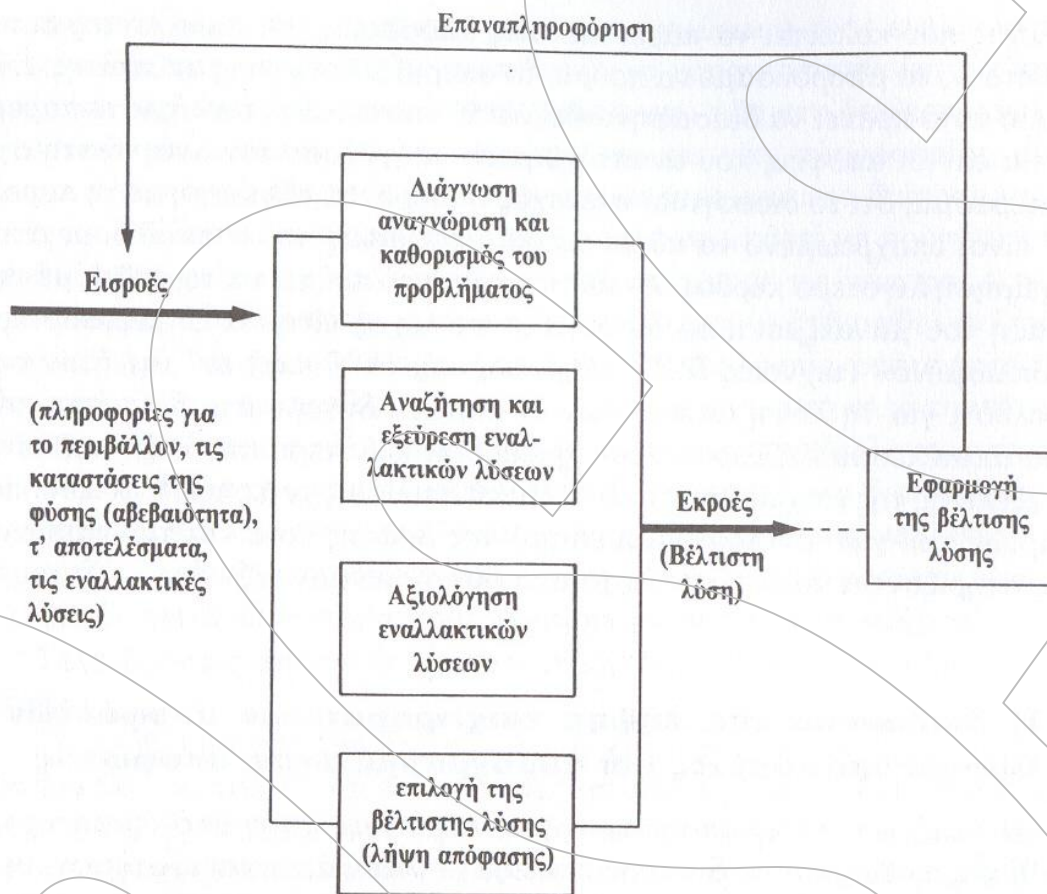 Επαναπληροφόρηση
Διάγνωση
αναγνώριση και
καθορισμός του
προβλήματος
Εισροές
(πληροφορίες για
το περιβάλλον, τις
καταστάσεις της
φύσης (αβεβαιότητα),
τ' αποτελέσματα,
τις εναλλακτικές
λύσεις)
Αναζήτηση και
εξεύρεση εναλ-
λακτικών λύσεων
Αξιολόγηση
εναλλακτικών
λύσεων
επιλογή της
βέλτιστης λύσης
(λήψη απόφασης)
Εκροές
(Βέλτιστη
λύση)
Εφαρμογή
της βέλτισης
λύσης